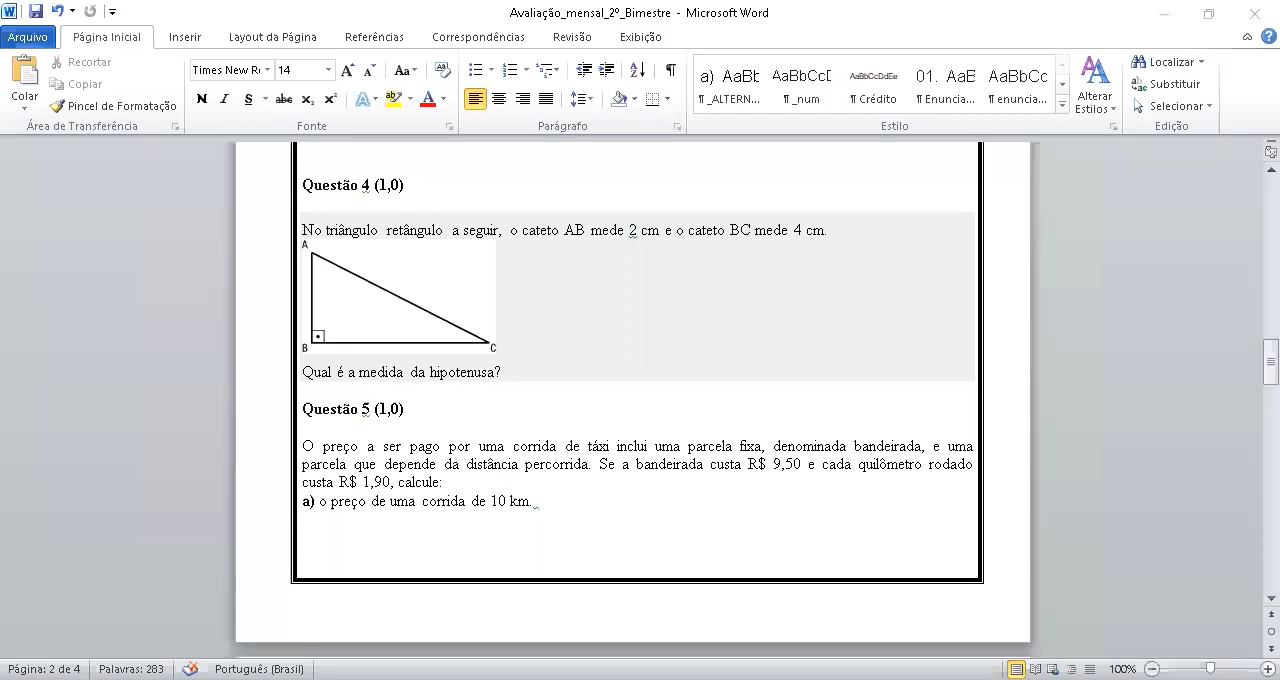 Avaliação_mensal_2º_Bimestre - Microsoft Word
Arquivo Página Inicial Inserir Layout da Página Referências Correspondências Revisão Exibição
Colar
Recortar
Copiar
Pincel de Formatação
Área de Transferência
Times New R 14
N I S abc x₂ x²
Fonte
Parágrafo
a) AaBb AaBbCcI AaBbCcDdEe 01. AaE AaBbCc
¶ _ALTERN... ¶ _num ¶ Crédito ¶ Enuncia... ¶ enuncia...
Alterar Estilos
Estilo
Localizar
Substituir
Selecionar
Edição
Questão 4 (1,0)
No triângulo retângulo a seguir, o cateto AB mede 2 cm e o cateto BC mede 4 cm.
A
B C
Qual é a medida da hipotenusa?
Questão 5 (1,0)
O preço a ser pago por uma corrida de táxi inclui uma parcela fixa, denominada bandeirada, e uma
parcela que depende da distância percorrida. Se a bandeirada custa R$ 9,50 e cada quilômetro rodado
custa R$ 1,90, calcule:
a) o preço de uma corrida de 10 km.
Página: 2 de 4 Palavras: 283 Português (Brasil) 100%